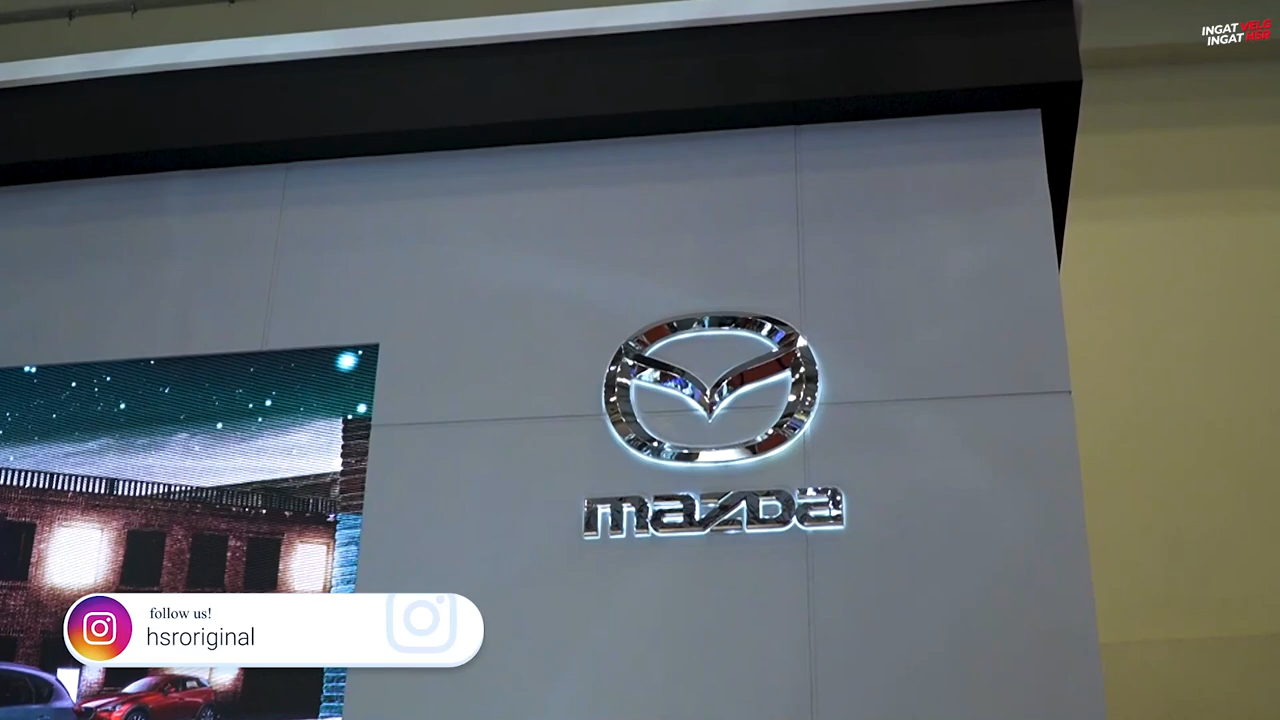 INGAT VELG
INGAT HSR
mazda
follow us!
hsroriginal